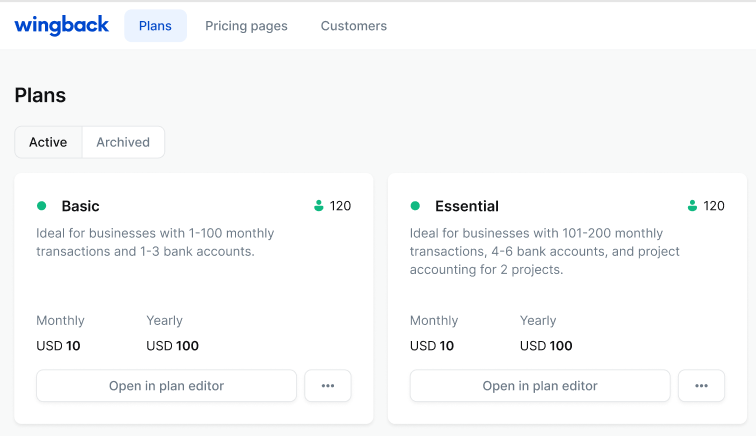 wingback Plans Pricing pages Customers
Plans
Active Archived
Basic 120
Ideal for businesses with 1-100 monthly
transactions and 1-3 bank accounts.
Monthly Yearly
USD 10 USD 100
Open in plan editor
Essential 120
Ideal for businesses with 101-200 monthly
transactions, 4-6 bank accounts, and project
accounting for 2 projects.
Monthly Yearly
USD 10 USD 100
Open in plan editor